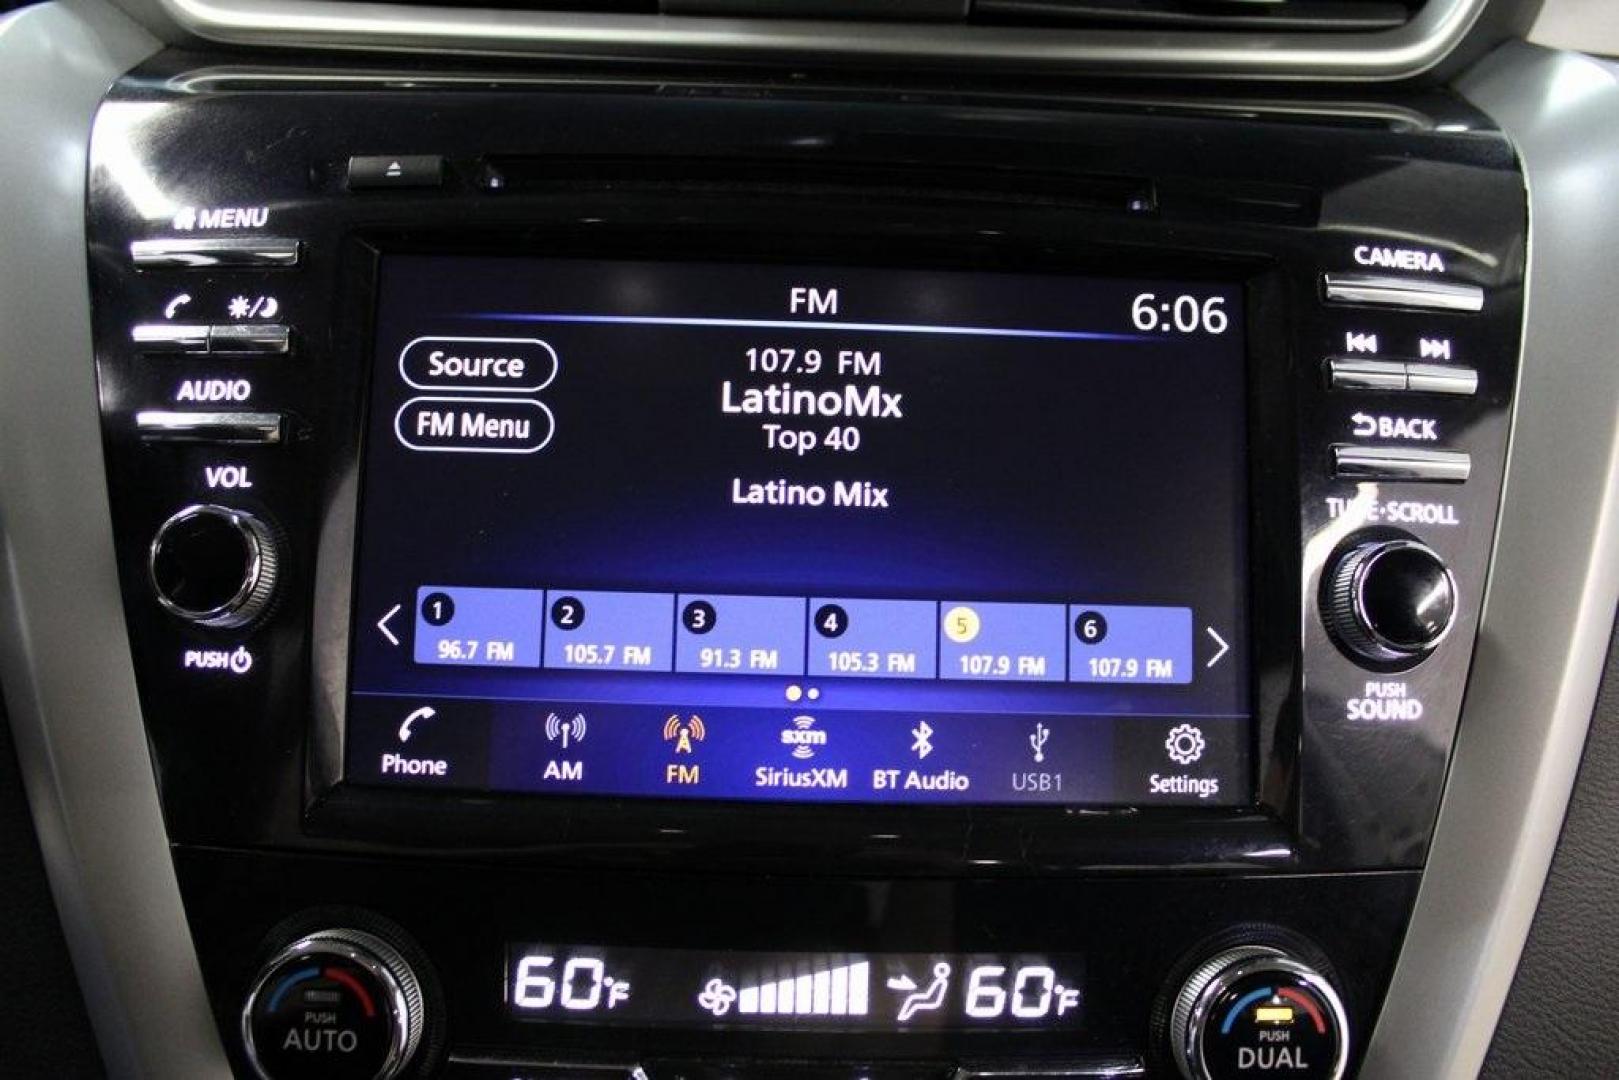 MENU
CAMERA
AUDIO
VOL
PUSH
BACK
TUNE·SCROLL
PUSH
SOUND
FM
6:06
Source
FM Menu
107.9 FM
LatinoMx
Top 40
Latino Mix
1 2 3 4 5 6
96.7 FM 105.7 FM 91.3 FM 105.3 FM 107.9 FM 107.9 FM
sxm
Phone AM FM SiriusXM BT Audio USB1 Settings
60°F 60°F
PUSH
AUTO
PUSH
DUAL